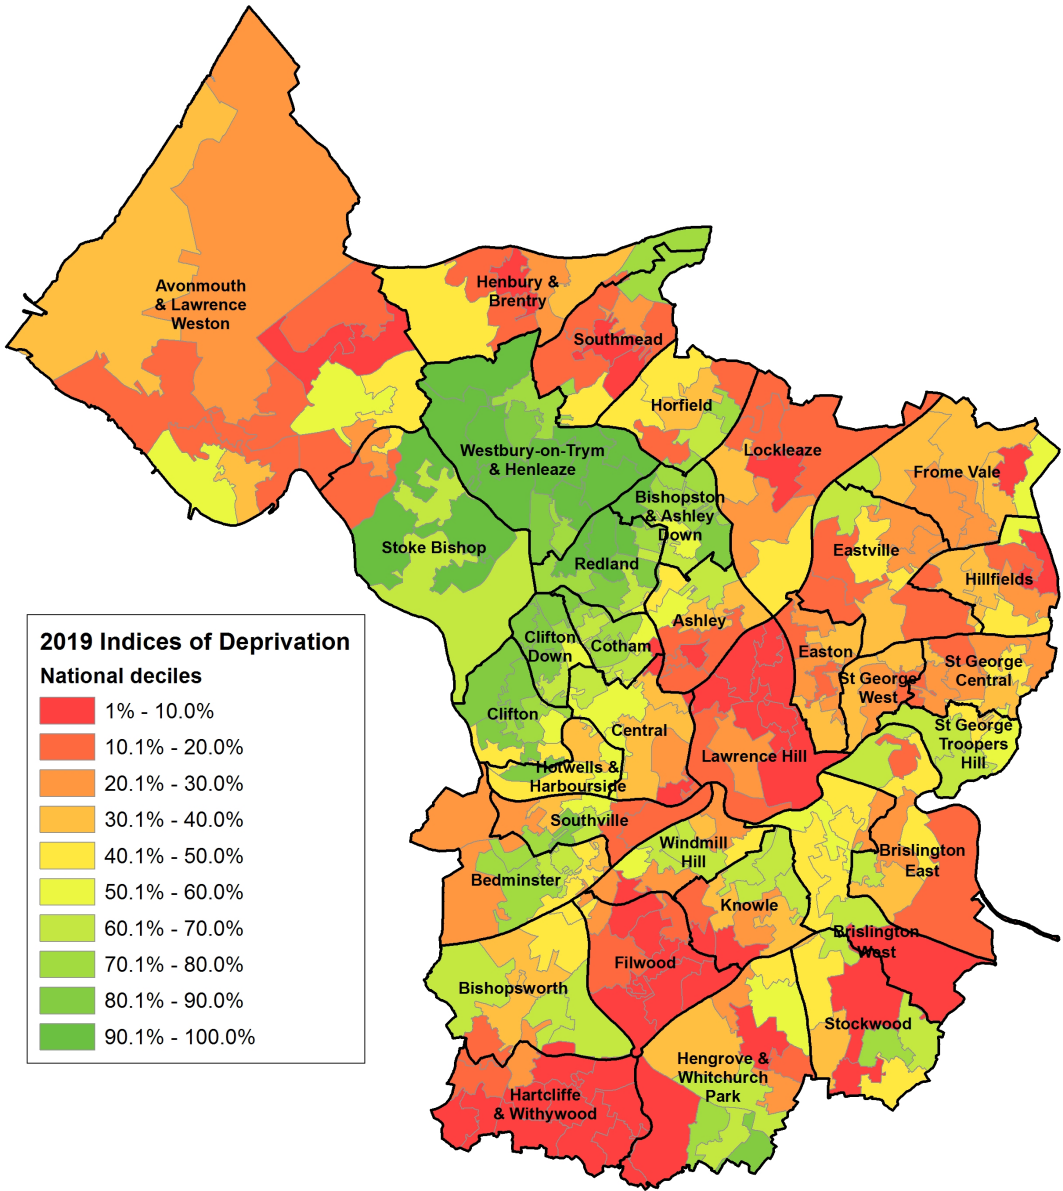 Avonmouth
& Lawrence
Weston
Henbury &
Brentry
Southmead
Horfield
Lockleaze
Westbury-on-Trym
& Henleaze
Frome Vale
Bishopston
& Ashley
Down
Stoke Bishop
Redland
Eastville
Hillfields
Ashley
Clifton
Down
Cotham
Easton
St George
West
St George
Central
Clifton
Central
St George
Troopers
Hill
Lawrence Hill
Hotwells &
Harbourside
Southville
Windmill
Hill
Brislington
East
Bedminster
Knowle
Brislington
West
Filwood
Bishopsworth
Stockwood
Hengrove &
Whitchurch
Park
Hartcliffe
& Withywood
2019 Indices of Deprivation
National deciles
1% - 10.0%
10.1% - 20.0%
20.1% - 30.0%
30.1% - 40.0%
40.1% - 50.0%
50.1% - 60.0%
60.1% - 70.0%
70.1% - 80.0%
80.1% - 90.0%
90.1% - 100.0%